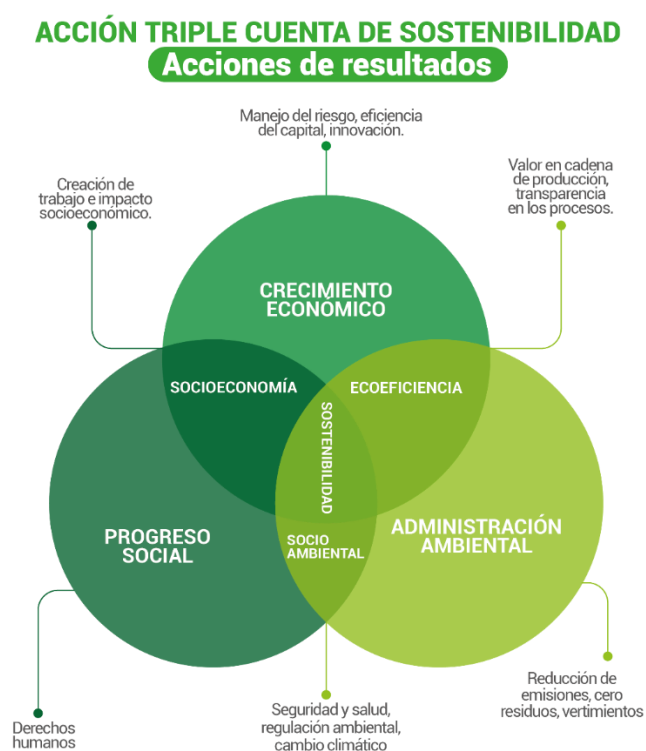 ACCIÓN TRIPLE CUENTA DE SOSTENIBILIDAD
Acciones de resultados
Manejo del riesgo, eficiencia
del capital, innovación.
Creación de
trabajo e impacto
socioeconómico.
Valor en cadena
de producción,
transparencia
en los procesos.
CRECIMIENTO
ECONÓMICO
SOCIOECONOMÍA
ECOEFICIENCIA
SOSTENIBILIDAD
PROGRESO
SOCIAL
SOCIO
AMBIENTAL
ADMINISTRACIÓN
AMBIENTAL
Derechos
humanos
Seguridad y salud,
regulación ambiental,
cambio climático
Reducción de
emisiones, cero
residuos, vertimientos